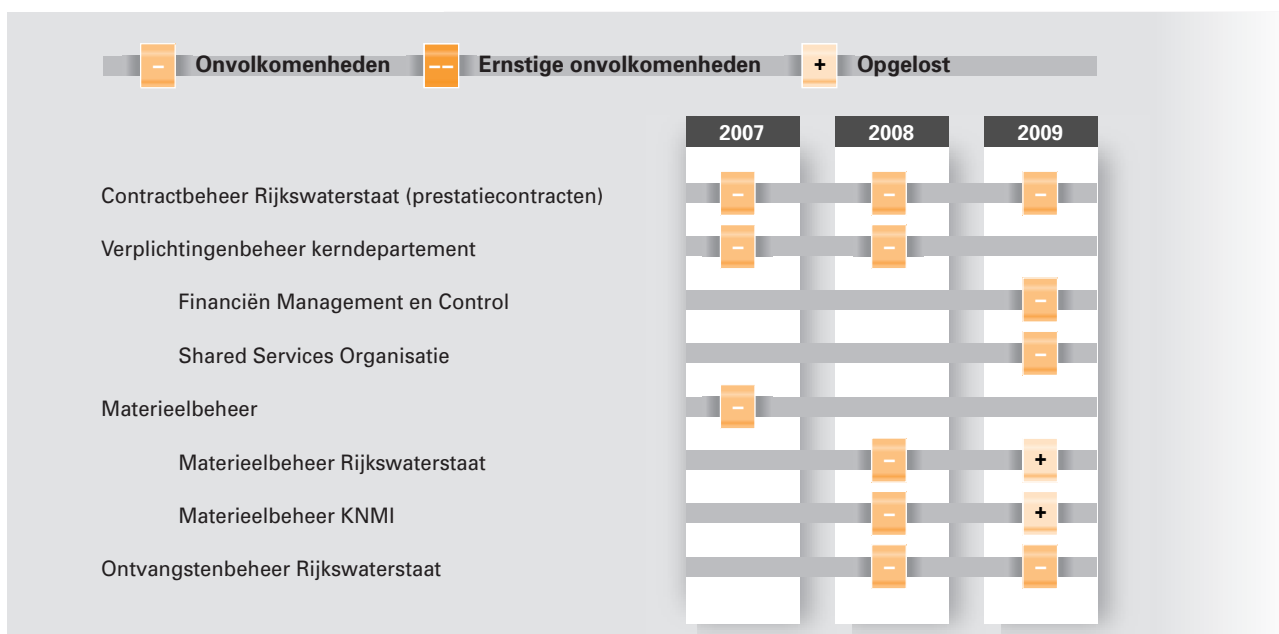 – Onvolkomenheden –– Ernstige onvolkomenheden + Opgelost
2007 2008 2009
Contractbeheer Rijkswaterstaat (prestatiecontracten) – – –
Verplichtingenbeheer kerndepartement – –
Financiën Management en Control –
Shared Services Organisatie –
Materieelbeheer –
Materieelbeheer Rijkswaterstaat – +
Materieelbeheer KNMI – +
Ontvangstenbeheer Rijkswaterstaat – –